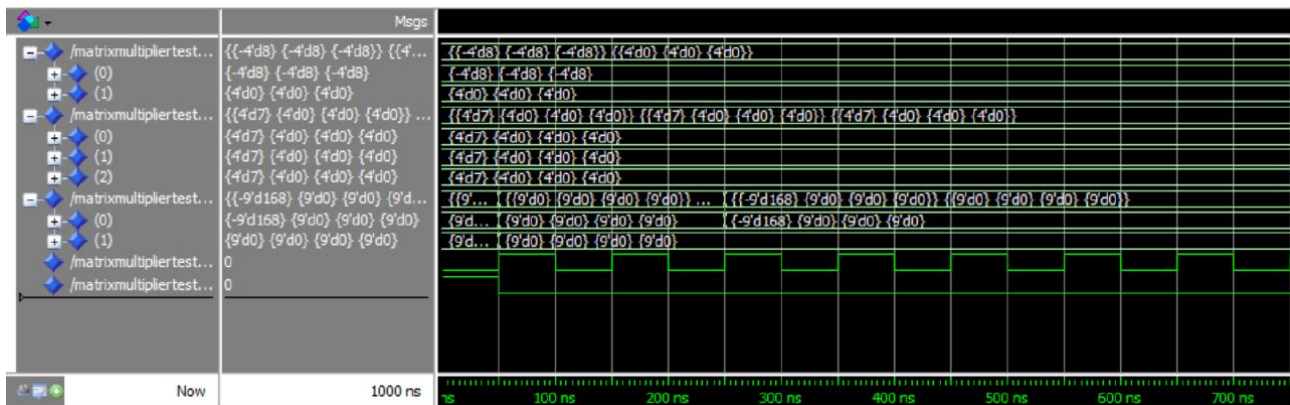 Msgs
/matrixmultipliertest... {{-4'd8} {-4'd8} {-4'd8}} {{4'... {{-4'd8} {-4'd8} {-4'd8}} {{4'd0} {4'd0} {4'd0}}
(0) {-4'd8} {-4'd8} {-4'd8} {-4'd8} {-4'd8} {-4'd8}
(1) {4'd0} {4'd0} {4'd0} {4'd0} {4'd0} {4'd0}
/matrixmultipliertest... {{4'd7} {4'd0} {4'd0} {4'd0}} ... {{4'd7} {4'd0} {4'd0} {4'd0}} {{4'd7} {4'd0} {4'd0} {4'd0}} {{4'd7} {4'd0} {4'd0} {4'd0}}
(0) {4'd7} {4'd0} {4'd0} {4'd0} {4'd7} {4'd0} {4'd0} {4'd0}
(1) {4'd7} {4'd0} {4'd0} {4'd0} {4'd7} {4'd0} {4'd0} {4'd0}
(2) {4'd7} {4'd0} {4'd0} {4'd0} {4'd7} {4'd0} {4'd0} {4'd0}
/matrixmultipliertest... {{-9'd168} {9'd0} {9'd0} {9'd... {{9'... {{9'd0} {9'd0} {9'd0} {9'd0}} ... {{-9'd168} {9'd0} {9'd0} {9'd0}} {{9'd0} {9'd0} {9'd0} {9'd0}}
(0) {-9'd168} {9'd0} {9'd0} {9'd0} {9'd... {9'd0} {9'd0} {9'd0} {9'd0} {-9'd168} {9'd0} {9'd0} {9'd0}
(1) {9'd0} {9'd0} {9'd0} {9'd0} {9'd... {9'd0} {9'd0} {9'd0} {9'd0}
/matrixmultipliertest... 0
/matrixmultipliertest... 0
Now 1000 ns ns 100 ns 200 ns 300 ns 400 ns 500 ns 600 ns 700 ns